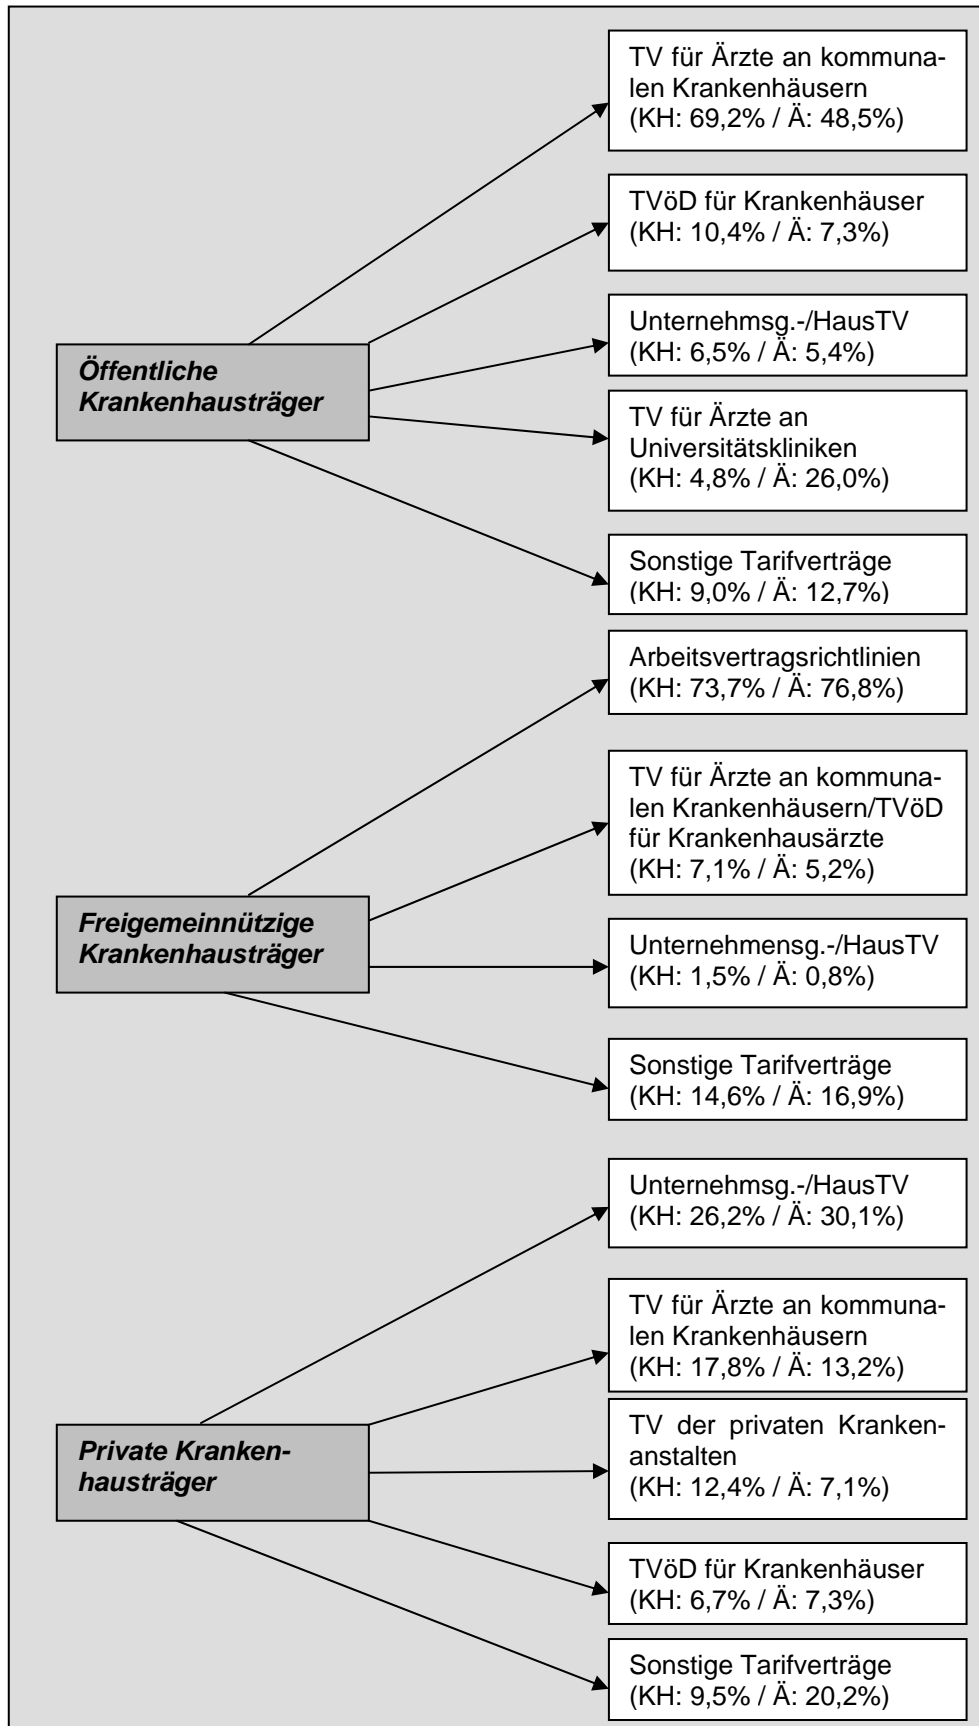 TV für Ärzte an kommuna-
len Krankenhäusern
(KH: 69,2% / Ä: 48,5%)
TVöD für Krankenhäuser
(KH: 10,4% / Ä: 7,3%)
Öffentliche
Krankenhausträger
Unternehmsg.-/HausTV
(KH: 6,5% / Ä: 5,4%)
TV für Ärzte an
Universitätskliniken
(KH: 4,8% / Ä: 26,0%)
Sonstige Tarifverträge
(KH: 9,0% / Ä: 12,7%)
Arbeitsvertragsrichtlinien
(KH: 73,7% / Ä: 76,8%)
TV für Ärzte an kommuna-
len Krankenhäusern/TVöD
für Krankenhausärzte
(KH: 7,1% / Ä: 5,2%)
Freigemeinnützige
Krankenhausträger
Unternehmensg.-/HausTV
(KH: 1,5% / Ä: 0,8%)
Sonstige Tarifverträge
(KH: 14,6% / Ä: 16,9%)
Unternehmsg.-/HausTV
(KH: 26,2% / Ä: 30,1%)
TV für Ärzte an kommuna-
len Krankenhäusern
(KH: 17,8% / Ä: 13,2%)
Private Kranken-
hausträger
TV der privaten Kranken-
anstalten
(KH: 12,4% / Ä: 7,1%)
TVöD für Krankenhäuser
(KH: 6,7% / Ä: 7,3%)
Sonstige Tarifverträge
(KH: 9,5% / Ä: 20,2%)